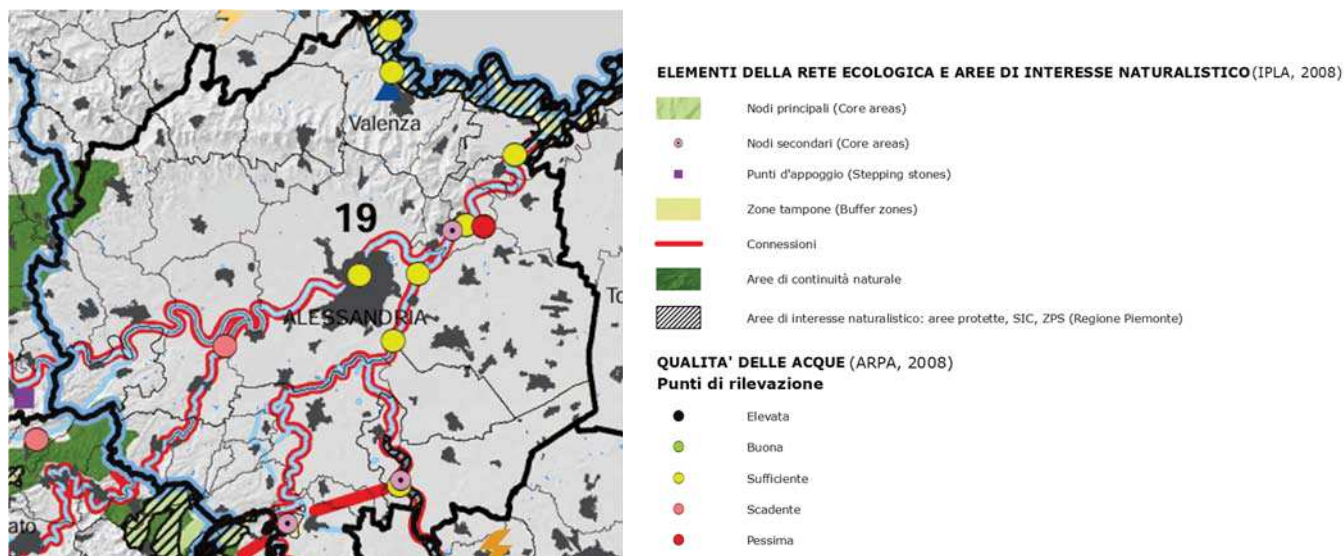 Valenza
19
ALESSANDRIA
ELEMENTI DELLA RETE ECOLOGICA E AREE DI INTERESSE NATURALISTICO (IPLA, 2008)
Nodi principali (Core areas)
Nodi secondari (Core areas)
Punti d'appoggio (Stepping stones)
Zone tampone (Buffer zones)
Connessioni
Aree di continuità naturale
Aree di interesse naturalistico: aree protette, SIC, ZPS (Regione Piemonte)
QUALITA' DELLE ACQUE (ARPA, 2008)
Punti di rilevazione
Elevata
Buona
Sufficiente
Scadente
Pessima